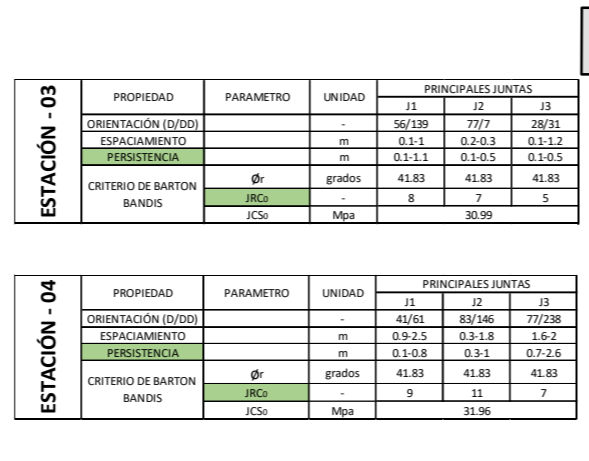 ESTACIÓN - 03
PROPIEDAD PARAMETRO UNIDAD PRINCIPALES JUNTAS
J1 J2 J3
ORIENTACIÓN (D/DD) - 56/139 77/7 28/31
ESPACIAMIENTO m 0.1-1 0.2-0.3 0.1-1.2
PERSISTENCIA m 0.1-1.1 0.1-0.5 0.1-0.5
CRITERIO DE BARTON BANDIS Ør grados 41.83 41.83 41.83
JRC₀ - 8 7 5
JCS₀ Mpa 30.99
ESTACIÓN - 04
PROPIEDAD PARAMETRO UNIDAD PRINCIPALES JUNTAS
J1 J2 J3
ORIENTACIÓN (D/DD) - 41/61 83/146 77/238
ESPACIAMIENTO m 0.9-2.5 0.3-1.8 1.6-2
PERSISTENCIA m 0.1-0.8 0.3-1 0.7-2.6
CRITERIO DE BARTON BANDIS Ør grados 41.83 41.83 41.83
JRC₀ - 9 11 7
JCS₀ Mpa 31.96